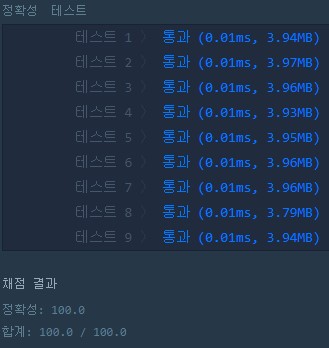 정확성  테스트
테스트 1 〉 통과 (0.01ms, 3.94MB)
테스트 2 〉 통과 (0.01ms, 3.97MB)
테스트 3 〉 통과 (0.01ms, 3.96MB)
테스트 4 〉 통과 (0.01ms, 3.93MB)
테스트 5 〉 통과 (0.01ms, 3.95MB)
테스트 6 〉 통과 (0.01ms, 3.96MB)
테스트 7 〉 통과 (0.01ms, 3.96MB)
테스트 8 〉 통과 (0.01ms, 3.79MB)
테스트 9 〉 통과 (0.01ms, 3.94MB)
채점 결과
정확성: 100.0
합계: 100.0 / 100.0